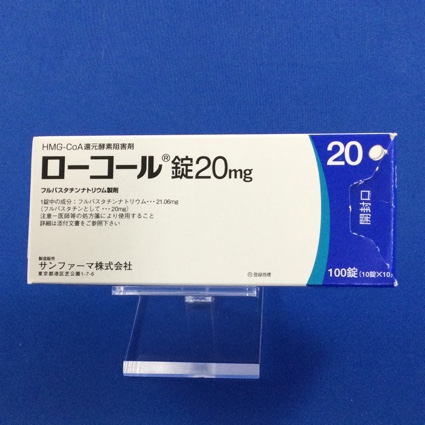 HMG-CoA還元酵素阻害剤
ローコール®錠20mg
フルバスタチンナトリウム製剤
1錠中の成分：フルバスタチンナトリウム･･･21.06mg
（フルバスタチンとして･･･20mg）
注意－医師等の処方箋により使用すること
詳細は添付文書をご参照下さい
製造販売
サンファーマ株式会社
東京都港区芝公園1-7-6
®登録商標
20
開封口
100錠（10錠×10）